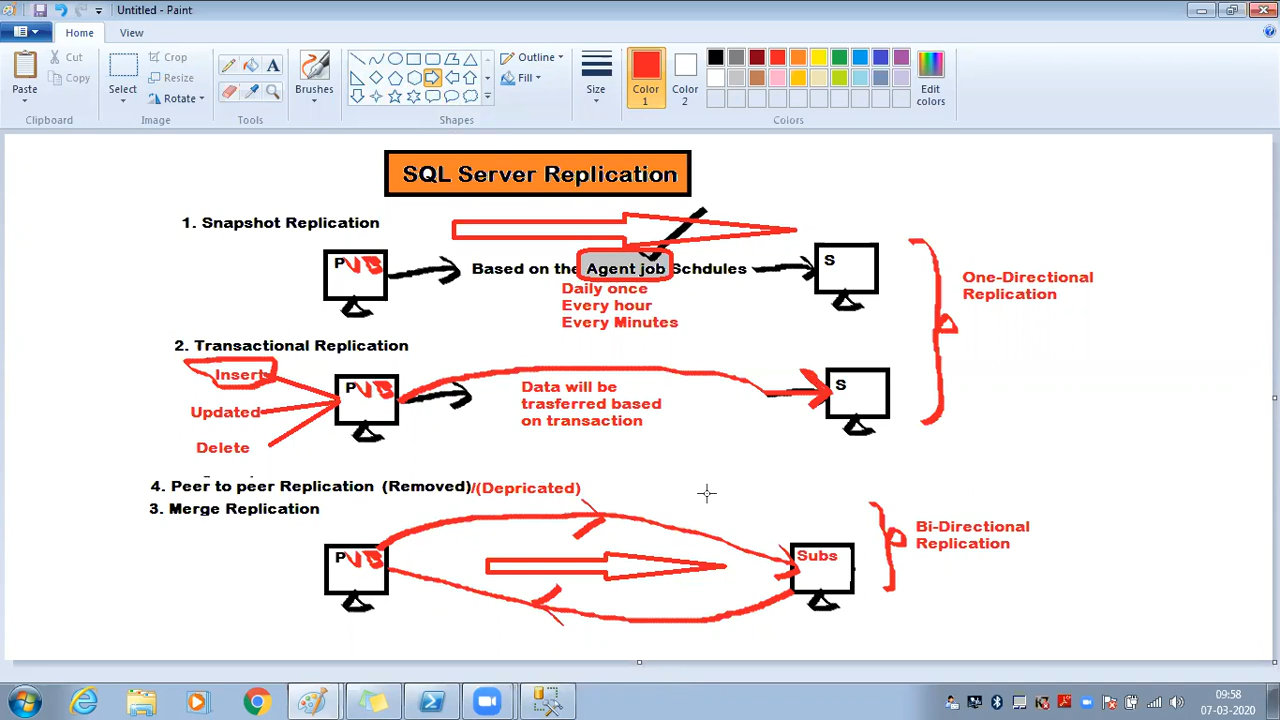 Untitled - Paint
Home
View
Paste
Cut
Copy
Clipboard
Select
Crop
Resize
Rotate
Image
Tools
Brushes
Shapes
Outline
Fill
Size
Color 1
Color 2
Edit colors
Colors
SQL Server Replication
1. Snapshot Replication
P
Based on the Agent job Schdules
S
Daily once
Every hour
Every Minutes
One-Directional
Replication
2. Transactional Replication
Insert
Updated
Delete
P
Data will be
trasferred based
on transaction
S
4. Peer to peer Replication (Removed)/(Depricated)
3. Merge Replication
P
Subs
Bi-Directional
Replication
09:58
07-03-2020